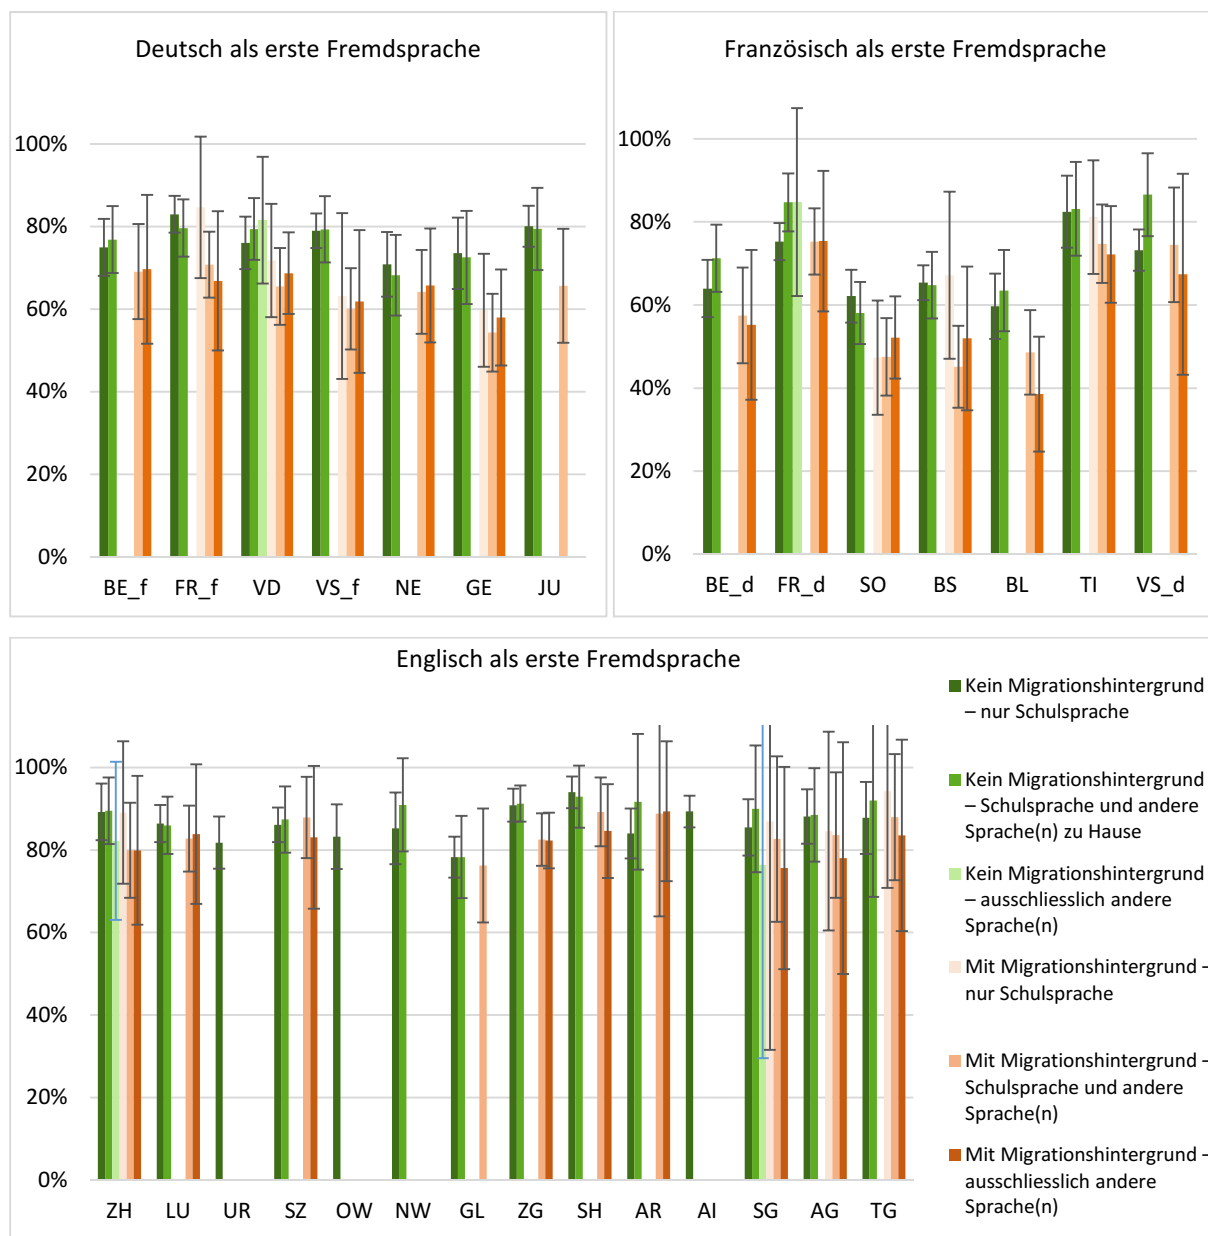 Deutsch als erste Fremdsprache
100%
80%
60%
40%
20%
0%
BE_f FR_f VD VS_f NE GE JU
Französisch als erste Fremdsprache
100%
80%
60%
40%
20%
0%
BE_d FR_d SO BS BL TI VS_d
Englisch als erste Fremdsprache
100%
80%
60%
40%
20%
0%
ZH LU UR SZ OW NW GL ZG SH AR AI SG AG TG
Kein Migrationshintergrund
– nur Schulsprache
Kein Migrationshintergrund
– Schulsprache und andere
Sprache(n) zu Hause
Kein Migrationshintergrund
– ausschliesslich andere
Sprache(n)
Mit Migrationshintergrund –
nur Schulsprache
Mit Migrationshintergrund –
Schulsprache und andere
Sprache(n)
Mit Migrationshintergrund –
ausschliesslich andere
Sprache(n)